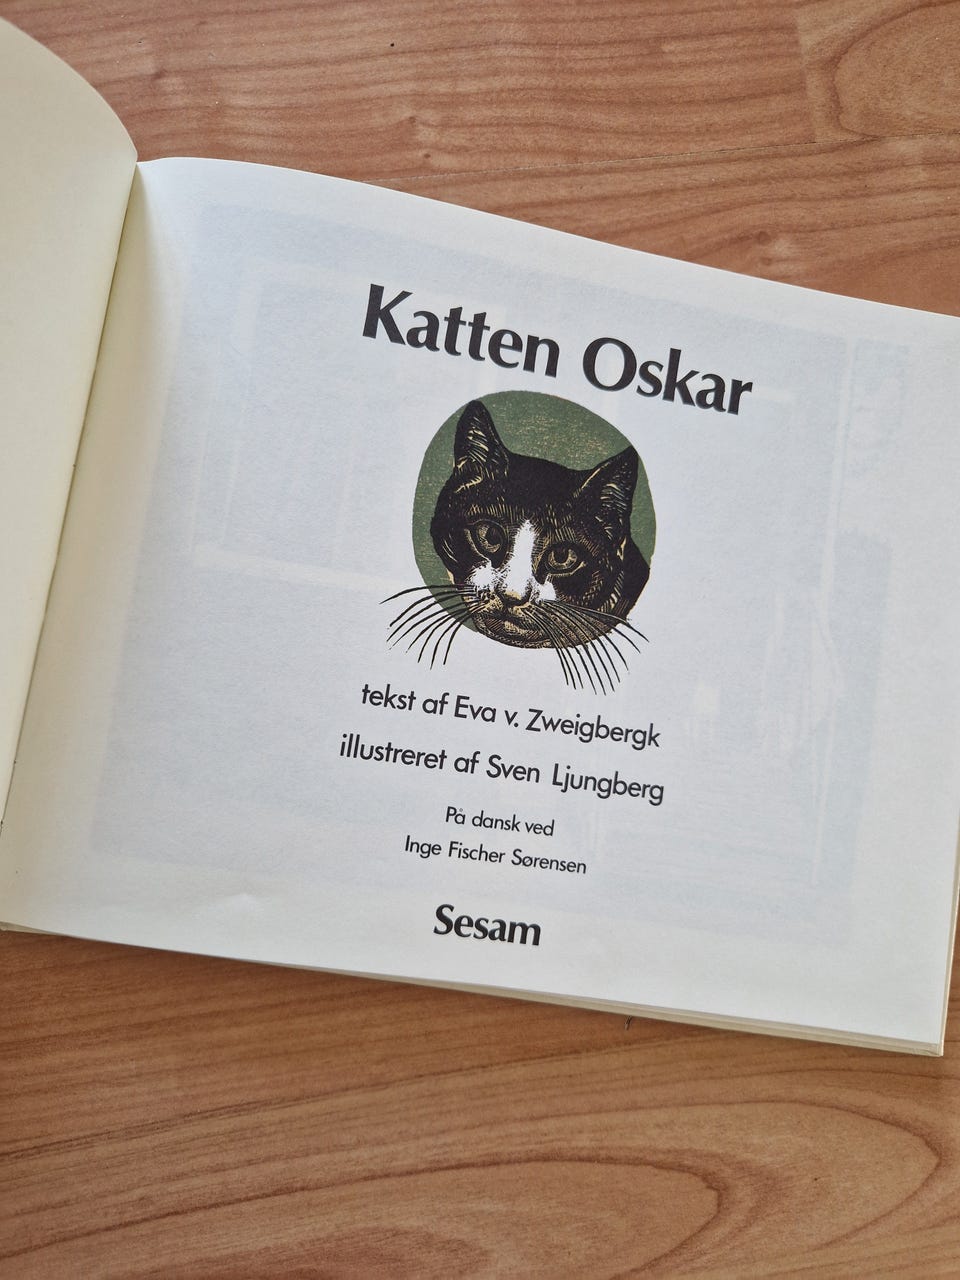 Katten Oskar
tekst af Eva v. Zweigbergk
illustreret af Sven Ljungberg
På dansk ved
Inge Fischer Sørensen
Sesam